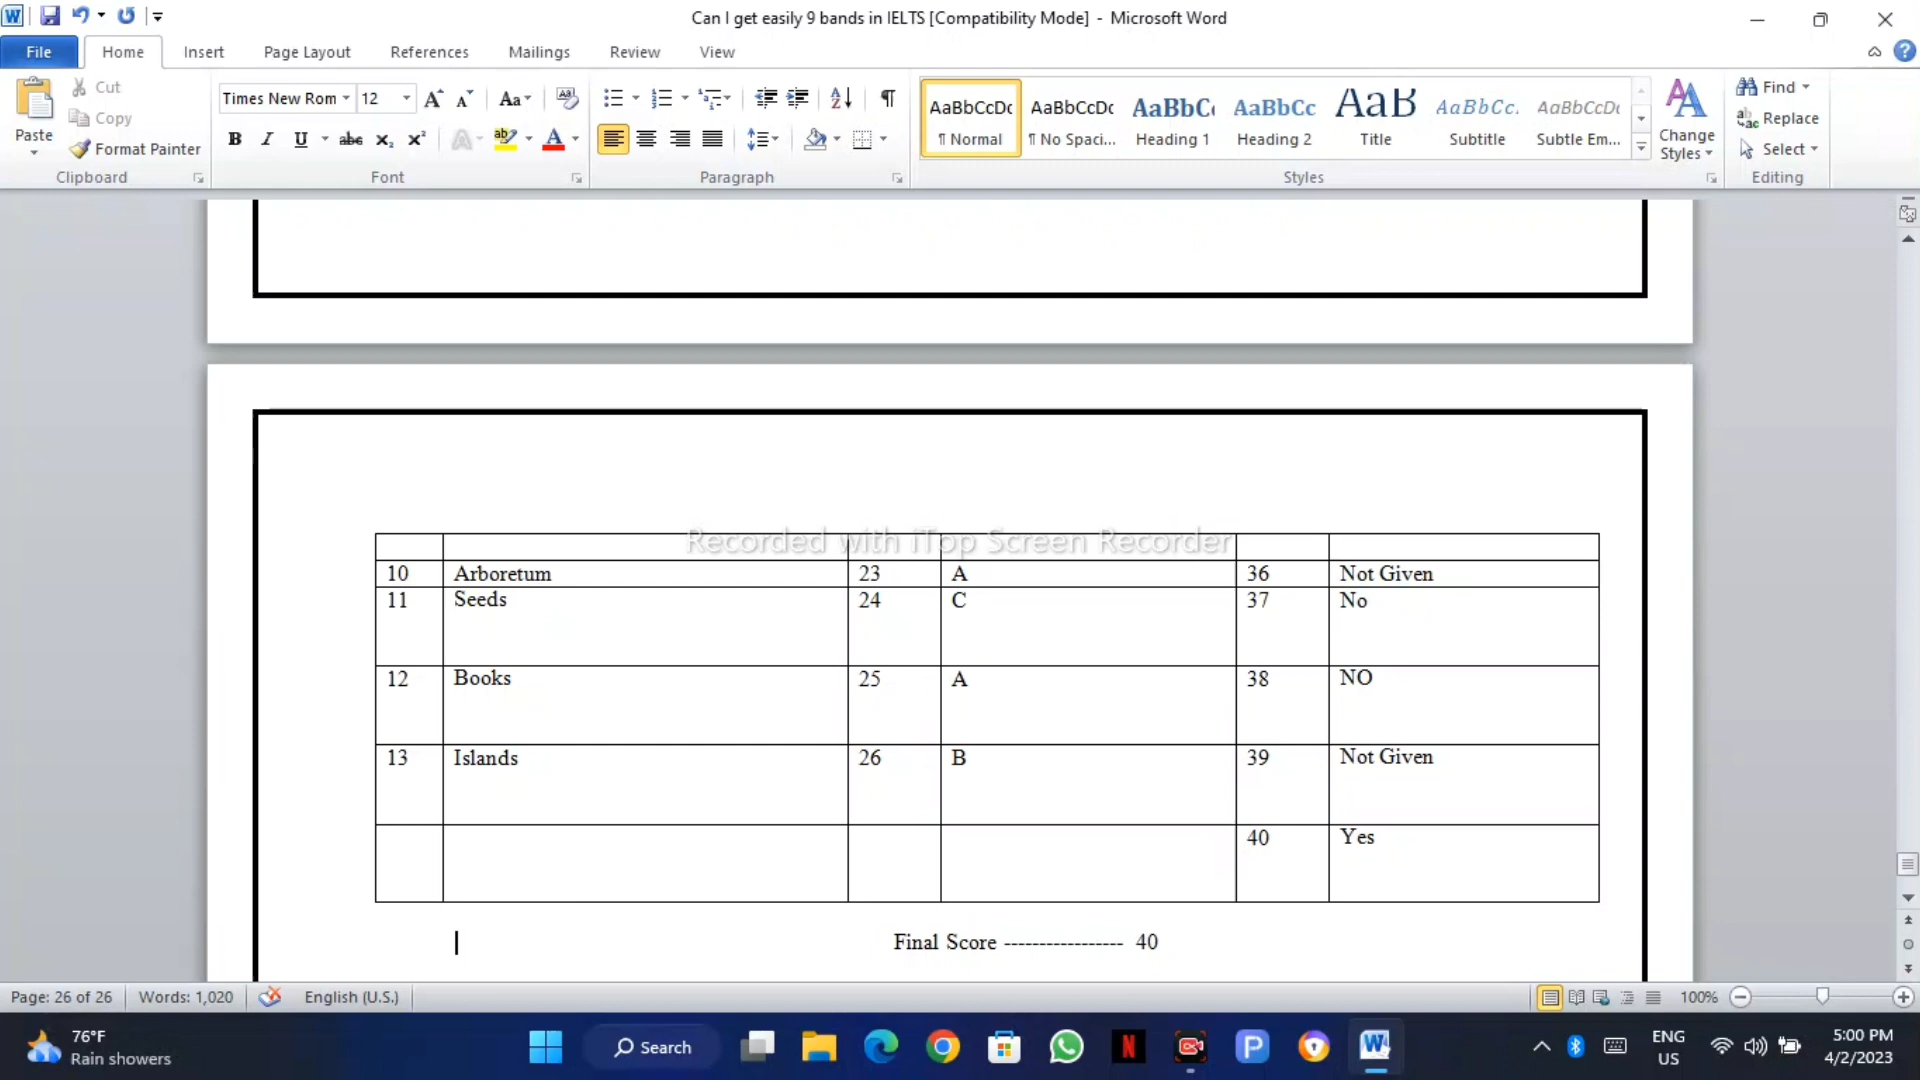 Can I get easily 9 bands in IELTS [Compatibility Mode] - Microsoft Word
File Home Insert Page Layout References Mailings Review View
Paste
Cut
Copy
Format Painter
Clipboard
Times New Rom 12
Font
Paragraph
AaBbCcDc AaBbCcDc AaBbC AaBbCc AaB AaBbCc. AaBbCcDc
¶ Normal ¶ No Spaci... Heading 1 Heading 2 Title Subtitle Subtle Em...
Change Styles
Styles
Find
Replace
Select
Editing
Recorded with iTop Screen Recorder
10 Arboretum 23 A 36 Not Given
11 Seeds 24 C 37 No
12 Books 25 A 38 NO
13 Islands 26 B 39 Not Given
40 Yes
Final Score ----------------- 40
Page: 26 of 26 Words: 1,020 English (U.S.) 100%
76°F
Rain showers
Search
ENG
US
5:00 PM
4/2/2023